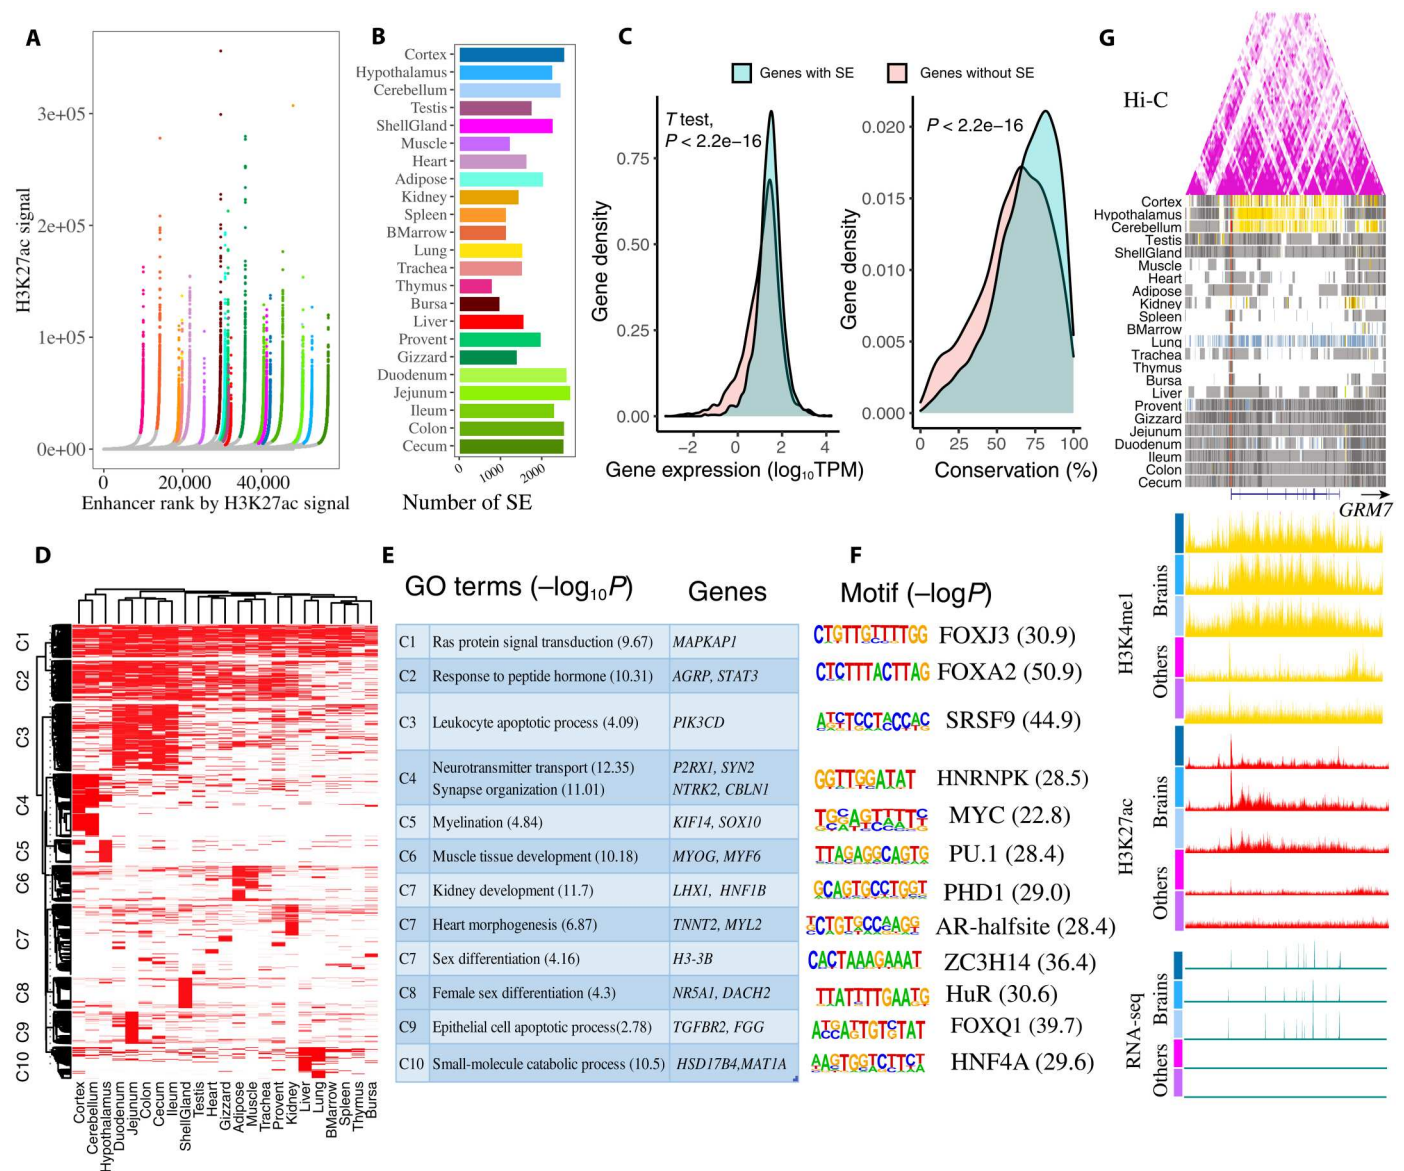 A
3e+05
2e+05
1e+05
0e+00
H3K27ac signal
0
20,000
40,000
Enhancer rank by H3K27ac signal
B
Cortex
Hypothalamus
Cerebellum
Testis
ShellGland
Muscle
Heart
Adipose
Kidney
Spleen
BMarrow
Lung
Trachea
Thymus
Bursa
Liver
Provent
Gizzard
Duodenum
Jejunum
Ileum
Colon
Cecum
0
1000
2000
Number of SE
C
Genes with SE
Genes without SE
T test,
P < 2.2e−16
0.75
0.50
0.25
0.00
Gene density
−2
0
2
4
Gene expression (log10TPM)
P < 2.2e−16
0.020
0.015
0.010
0.005
0.000
Gene density
0
25
50
75
100
Conservation (%)
G
Hi-C
Cortex
Hypothalamus
Cerebellum
Testis
ShellGland
Muscle
Heart
Adipose
Kidney
Spleen
BMarrow
Lung
Trachea
Thymus
Bursa
Liver
Provent
Gizzard
Jejunum
Duodenum
Ileum
Colon
Cecum
GRM7
H3K4me1
Brains
Others
H3K27ac
Brains
Others
RNA-seq
Brains
Others
D
C1
C2
C3
C4
C5
C6
C7
C8
C9
C10
Cortex
Cerebellum
Hypothalamus
Duodenum
Jejunum
Colon
Cecum
Ileum
ShellGland
Testis
Heart
Gizzard
Adipose
Muscle
Trachea
Provent
Kidney
Liver
Lung
BMarrow
Spleen
Thymus
Bursa
E
GO terms (−log10P) Genes
C1 Ras protein signal transduction (9.67) MAPKAP1
C2 Response to peptide hormone (10.31) AGRP, STAT3
C3 Leukocyte apoptotic process (4.09) PIK3CD
C4 Neurotransmitter transport (12.35) P2RX1, SYN2
Synapse organization (11.01) NTRK2, CBLN1
C5 Myelination (4.84) KIF14, SOX10
C6 Muscle tissue development (10.18) MYOG, MYF6
C7 Kidney development (11.7) LHX1, HNF1B
C7 Heart morphogenesis (6.87) TNNT2, MYL2
C7 Sex differentiation (4.16) H3-3B
C8 Female sex differentiation (4.3) NR5A1, DACH2
C9 Epithelial cell apoptotic process(2.78) TGFBR2, FGG
C10 Small-molecule catabolic process (10.5) HSD17B4,MAT1A
F
Motif (−logP)
CTGTTGTTTTGG FOXJ3 (30.9)
CTCTTTACTTAG FOXA2 (50.9)
ATCTCCTACCAC SRSF9 (44.9)
GGTTGGATAT HNRNPK (28.5)
TGCAGTTTTC MYC (22.8)
TTAGAGGCAGTG PU.1 (28.4)
GCAGTGCCTGGT PHD1 (29.0)
TCTGTGCCAAGG AR-halfsite (28.4)
CACTAAAGAAAT ZC3H14 (36.4)
TTATTTTGAATG HuR (30.6)
ATGATTGTCTAT FOXQ1 (39.7)
AAGTGGTCTTCT HNF4A (29.6)